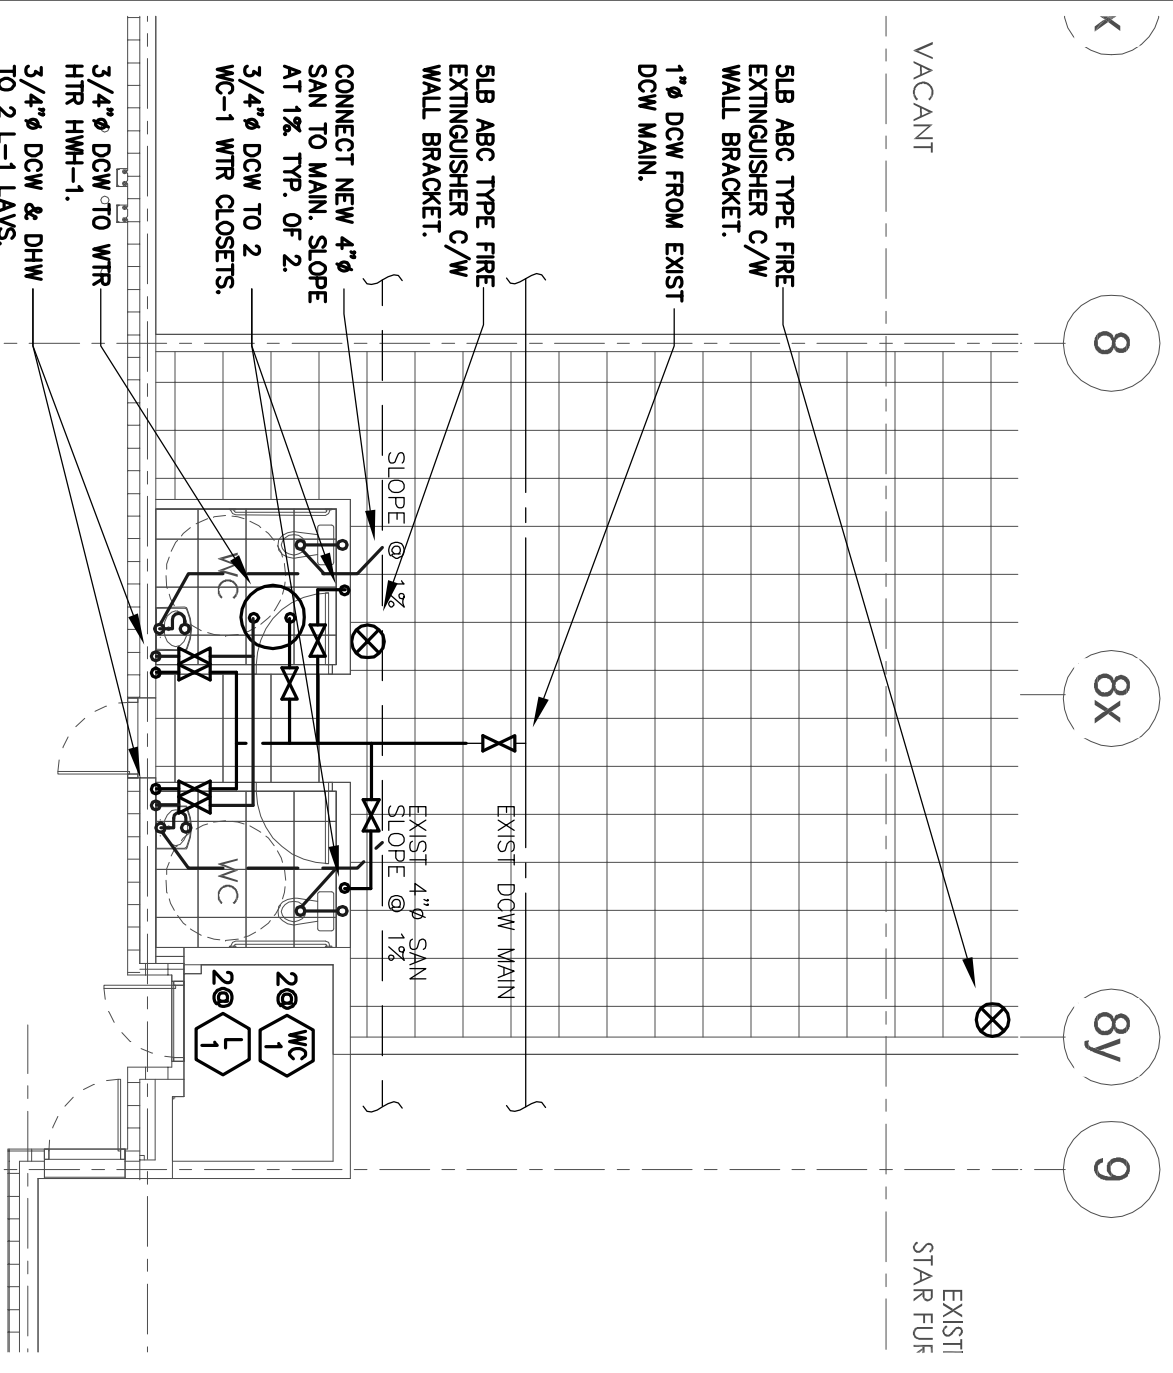 8
8x
8y
9
VACANT
EXISTI
STAR FUR
5LB ABC TYPE FIRE
EXTINGUISHER C/W
WALL BRACKET.
1"ø DCW FROM EXIST
DCW MAIN.
5LB ABC TYPE FIRE
EXTINGUISHER C/W
WALL BRACKET.
CONNECT NEW 4"ø
SAN TO MAIN. SLOPE
AT 1%. TYP. OF 2.
3/4"ø DCW TO 2
WC-1 WTR CLOSETS.
3/4"ø DCW TO WTR
HTR HWH-1.
3/4"ø DCW & DHW
TO 2 L-1 LAVS.
SLOPE @ 1%
EXIST DCW MAIN
EXIST 4"ø SAN
SLOPE @ 1%
WC
WC
2@ WC 1
2@ L 1